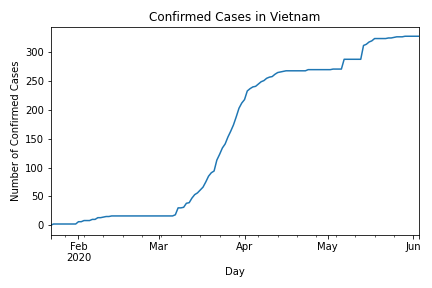 Confirmed Cases in Vietnam
Number of Confirmed Cases
300
250
200
150
100
50
0
Feb
2020
Mar
Apr
May
Jun
Day